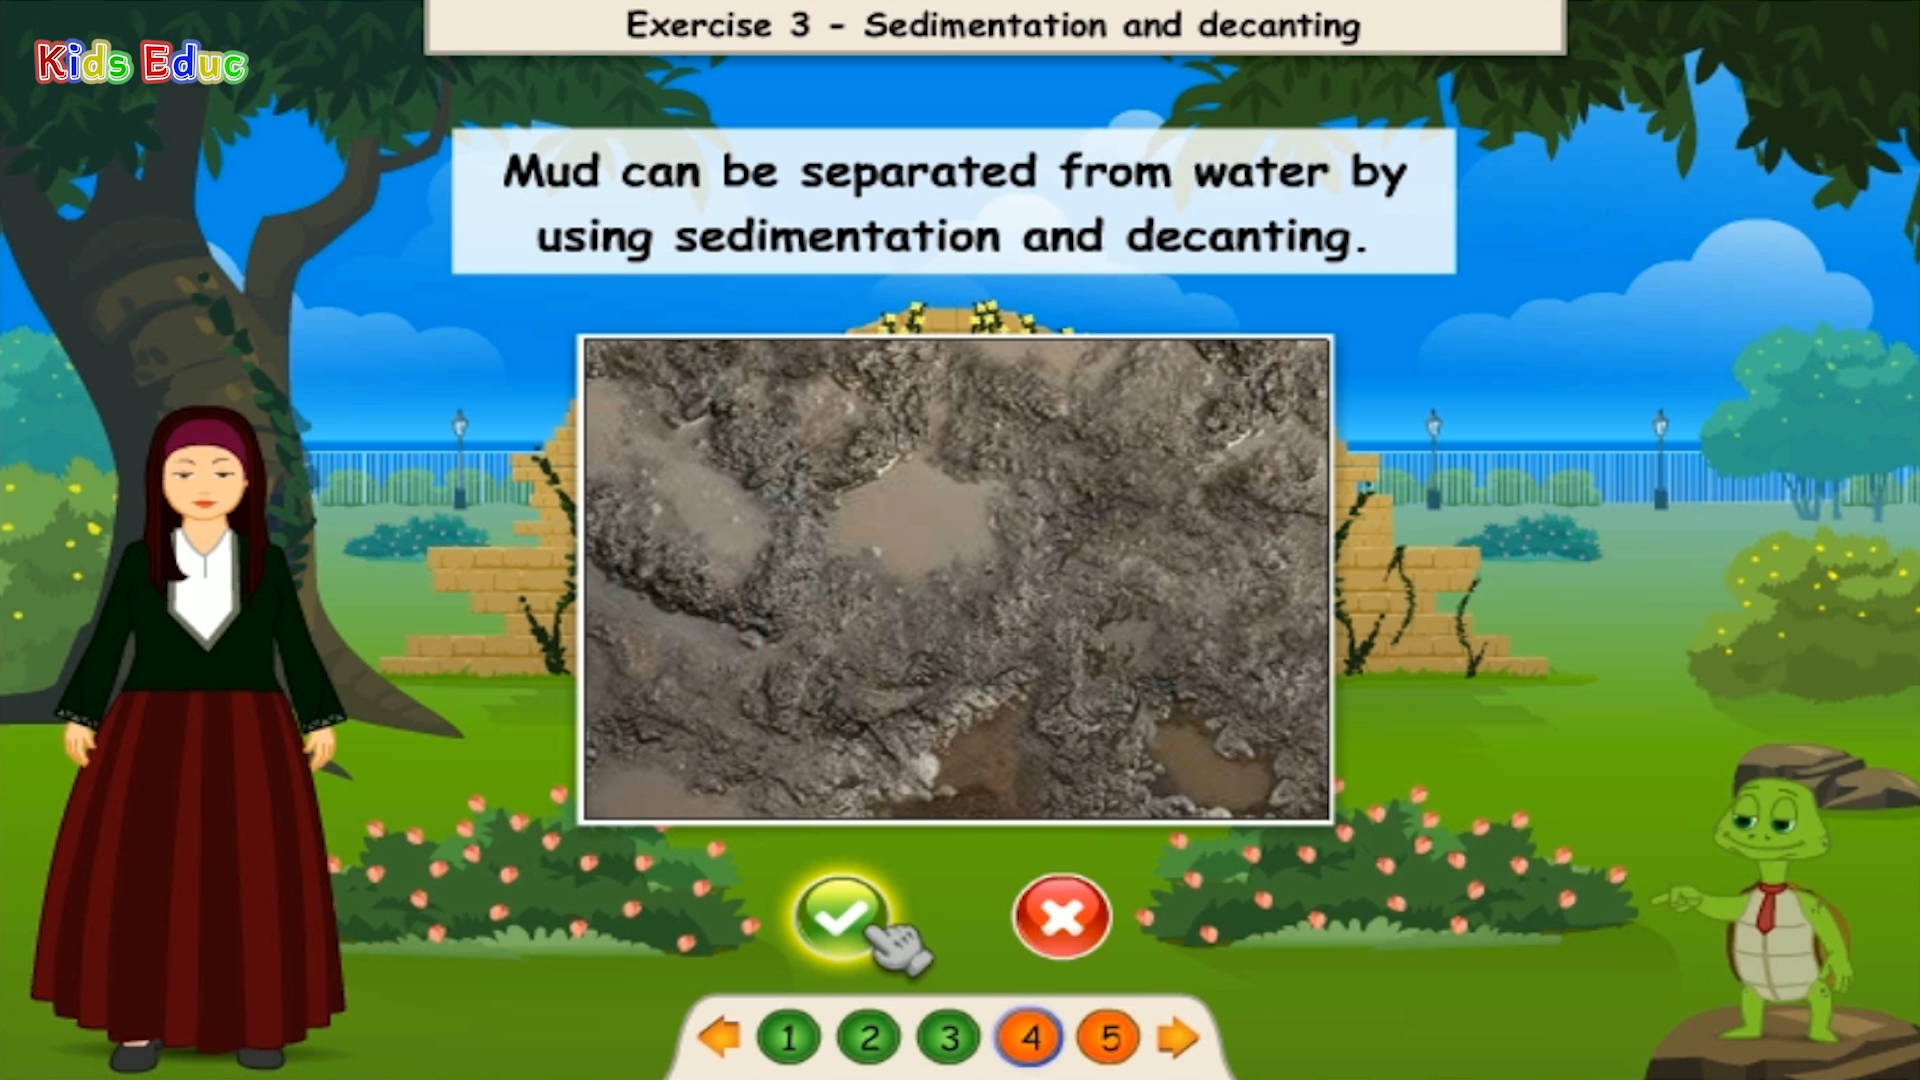 Exercise 3 - Sedimentation and decanting
Kids Educ
Mud can be separated from water by
using sedimentation and decanting.
1 2 3 4 5